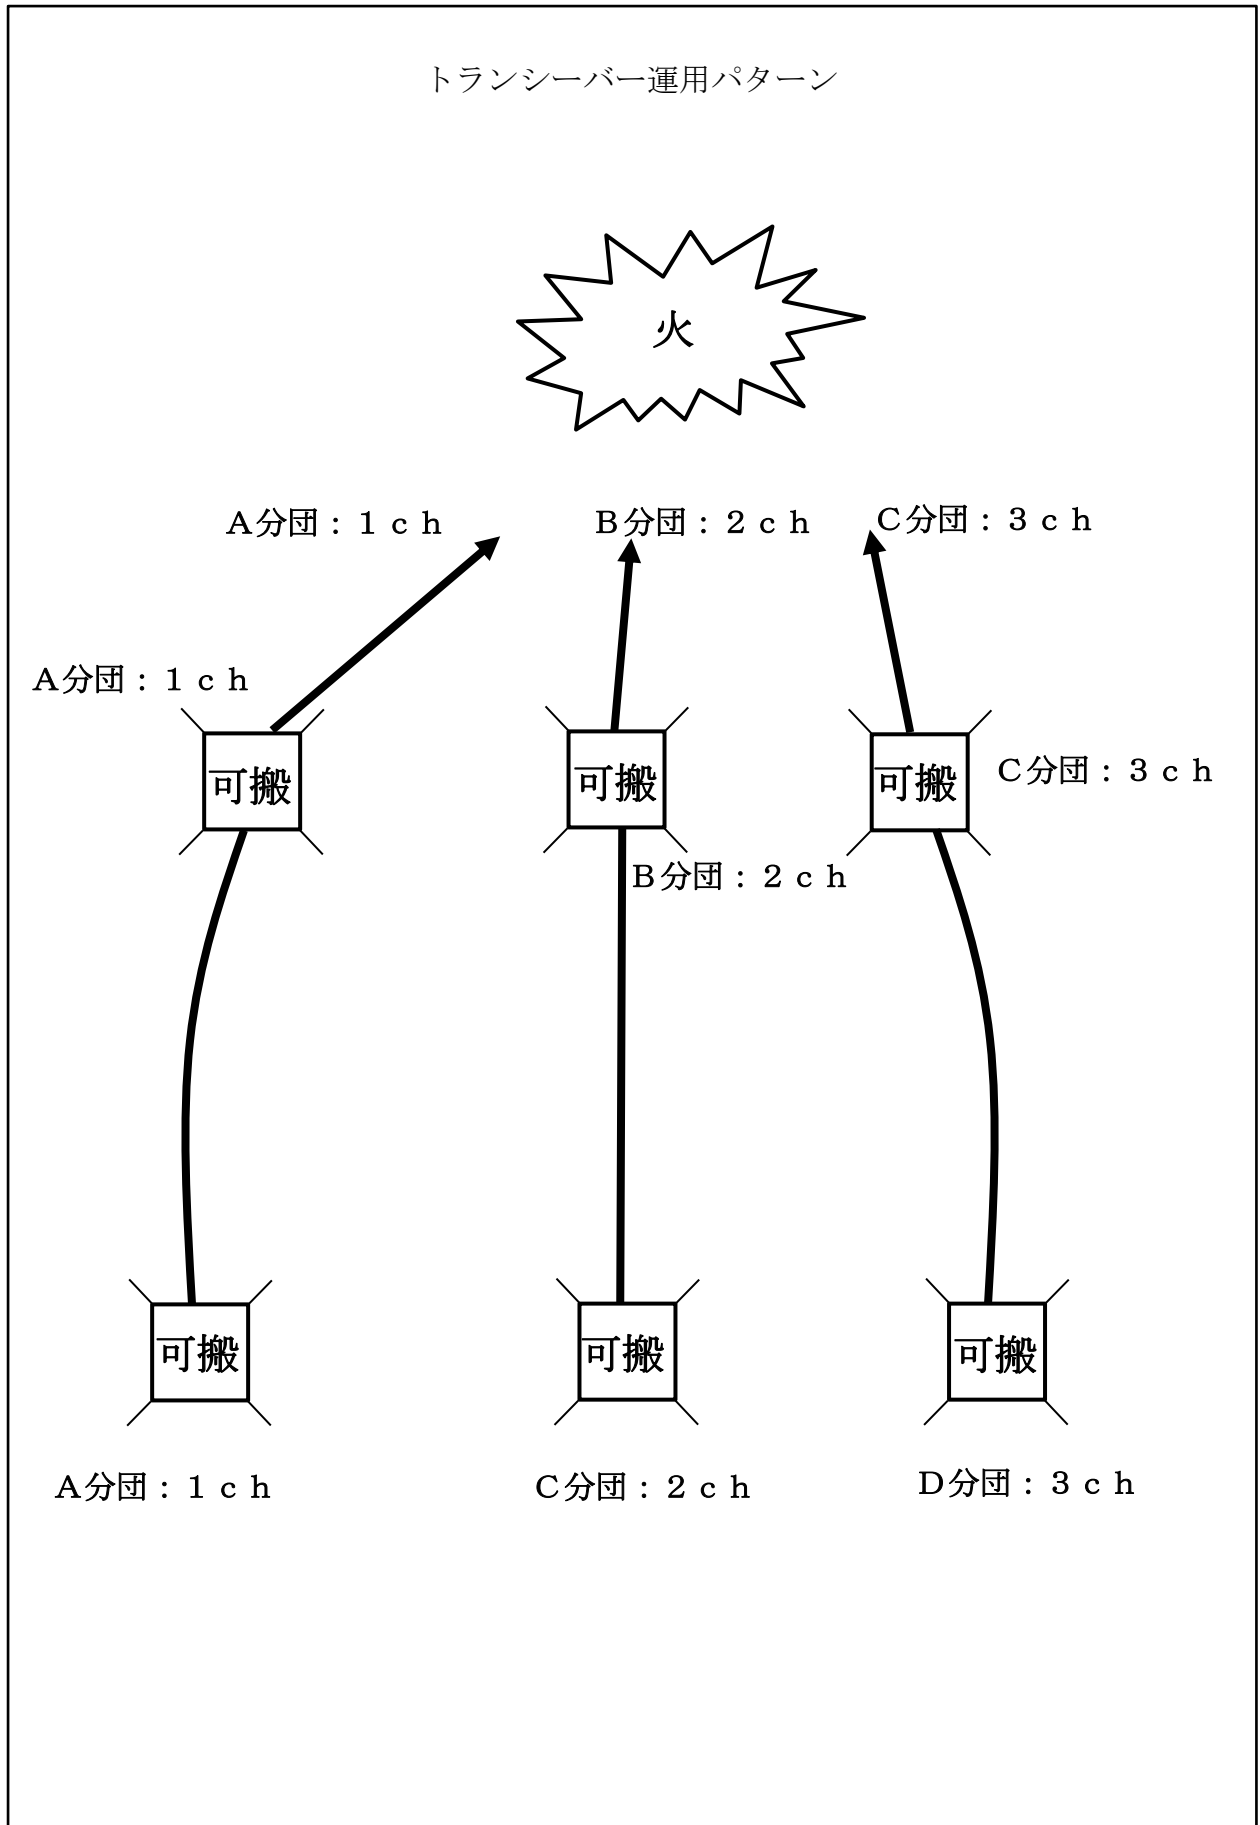 トランシーバー運用パターン
火
Ａ分団：１ｃｈ
Ｂ分団：２ｃｈ
Ｃ分団：３ｃｈ
Ａ分団：１ｃｈ
可搬
可搬
可搬
Ｃ分団：３ｃｈ
Ｂ分団：２ｃｈ
可搬
可搬
可搬
Ａ分団：１ｃｈ
Ｃ分団：２ｃｈ
Ｄ分団：３ｃｈ